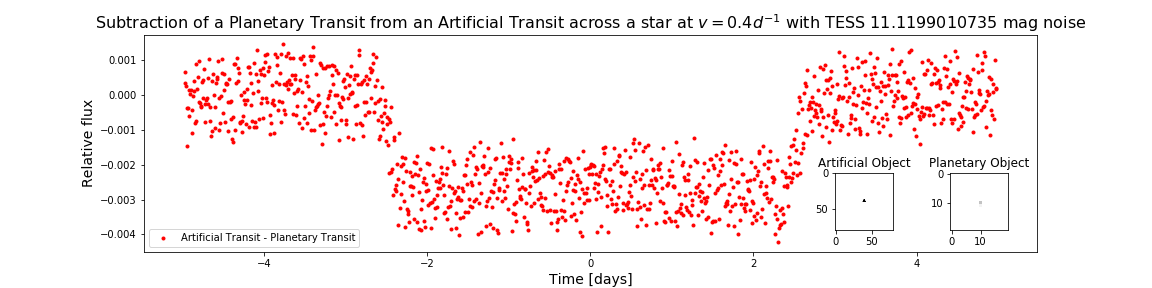 Subtraction of a Planetary Transit from an Artificial Transit across a star at v = 0.4d⁻¹ with TESS 11.1199010735 mag noise
Relative flux
0.001
0.000
−0.001
−0.002
−0.003
−0.004
Artificial Transit - Planetary Transit
Artificial Object
0
50
0 50
Planetary Object
0
10
0 10
−4 −2 0 2 4
Time [days]